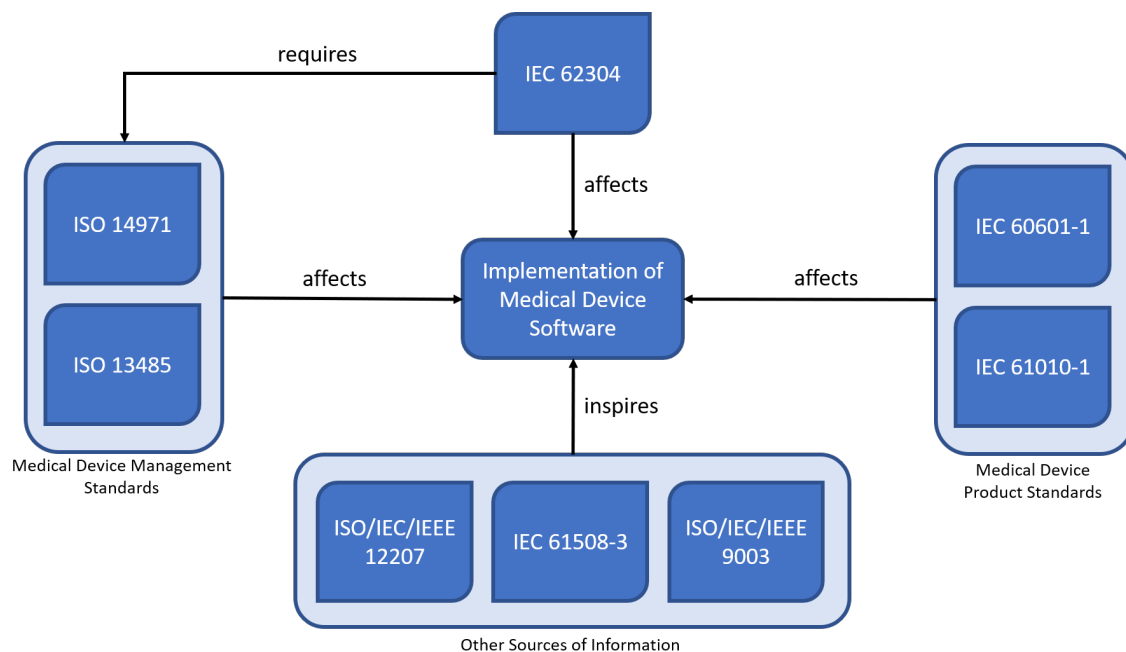 requires
IEC 62304
ISO 14971
affects
IEC 60601-1
affects
Implementation of
Medical Device
Software
affects
ISO 13485
IEC 61010-1
inspires
Medical Device Management
Standards
Medical Device
Product Standards
ISO/IEC/IEEE
12207
IEC 61508-3
ISO/IEC/IEEE
9003
Other Sources of Information